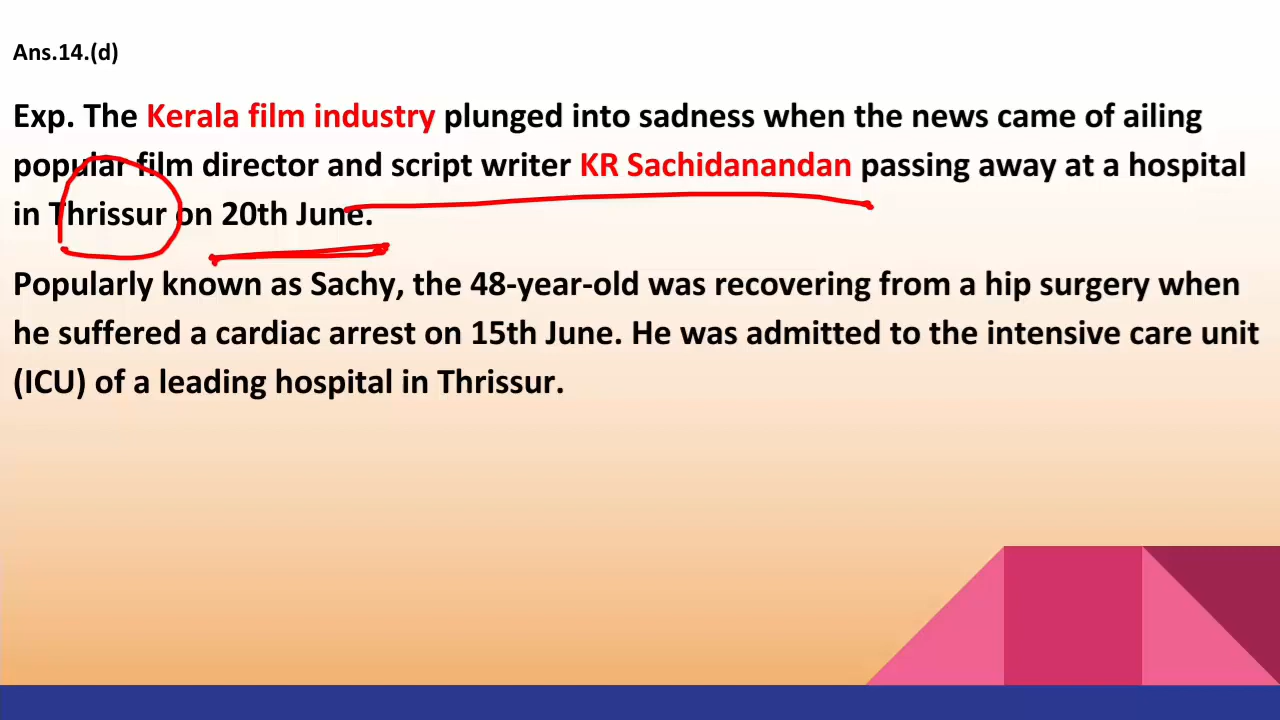 Ans.14.(d)
Exp. The Kerala film industry plunged into sadness when the news came of ailing
popular film director and script writer KR Sachidanandan passing away at a hospital
in Thrissur on 20th June.
Popularly known as Sachy, the 48-year-old was recovering from a hip surgery when
he suffered a cardiac arrest on 15th June. He was admitted to the intensive care unit
(ICU) of a leading hospital in Thrissur.